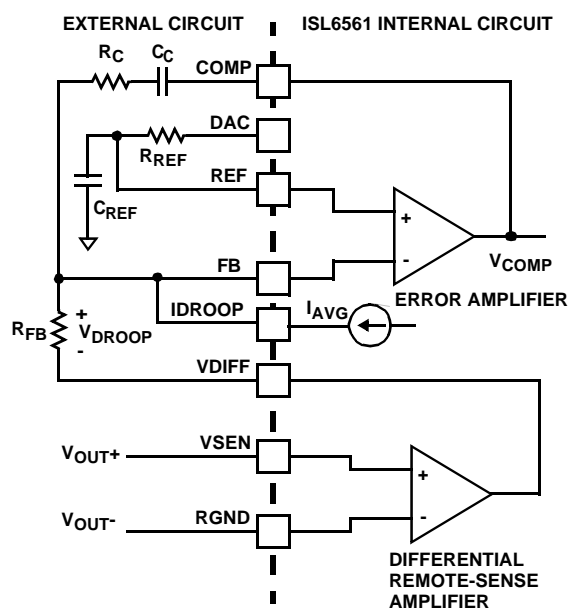 EXTERNAL CIRCUIT
ISL6561 INTERNAL CIRCUIT
RC
CC
COMP
DAC
RREF
REF
CREF
+
-
VCOMP
FB
ERROR AMPLIFIER
IDROOP
IAVG
RFB
+
VDROOP
-
VDIFF
VOUT+
VSEN
+
VOUT-
RGND
-
DIFFERENTIAL
REMOTE-SENSE
AMPLIFIER